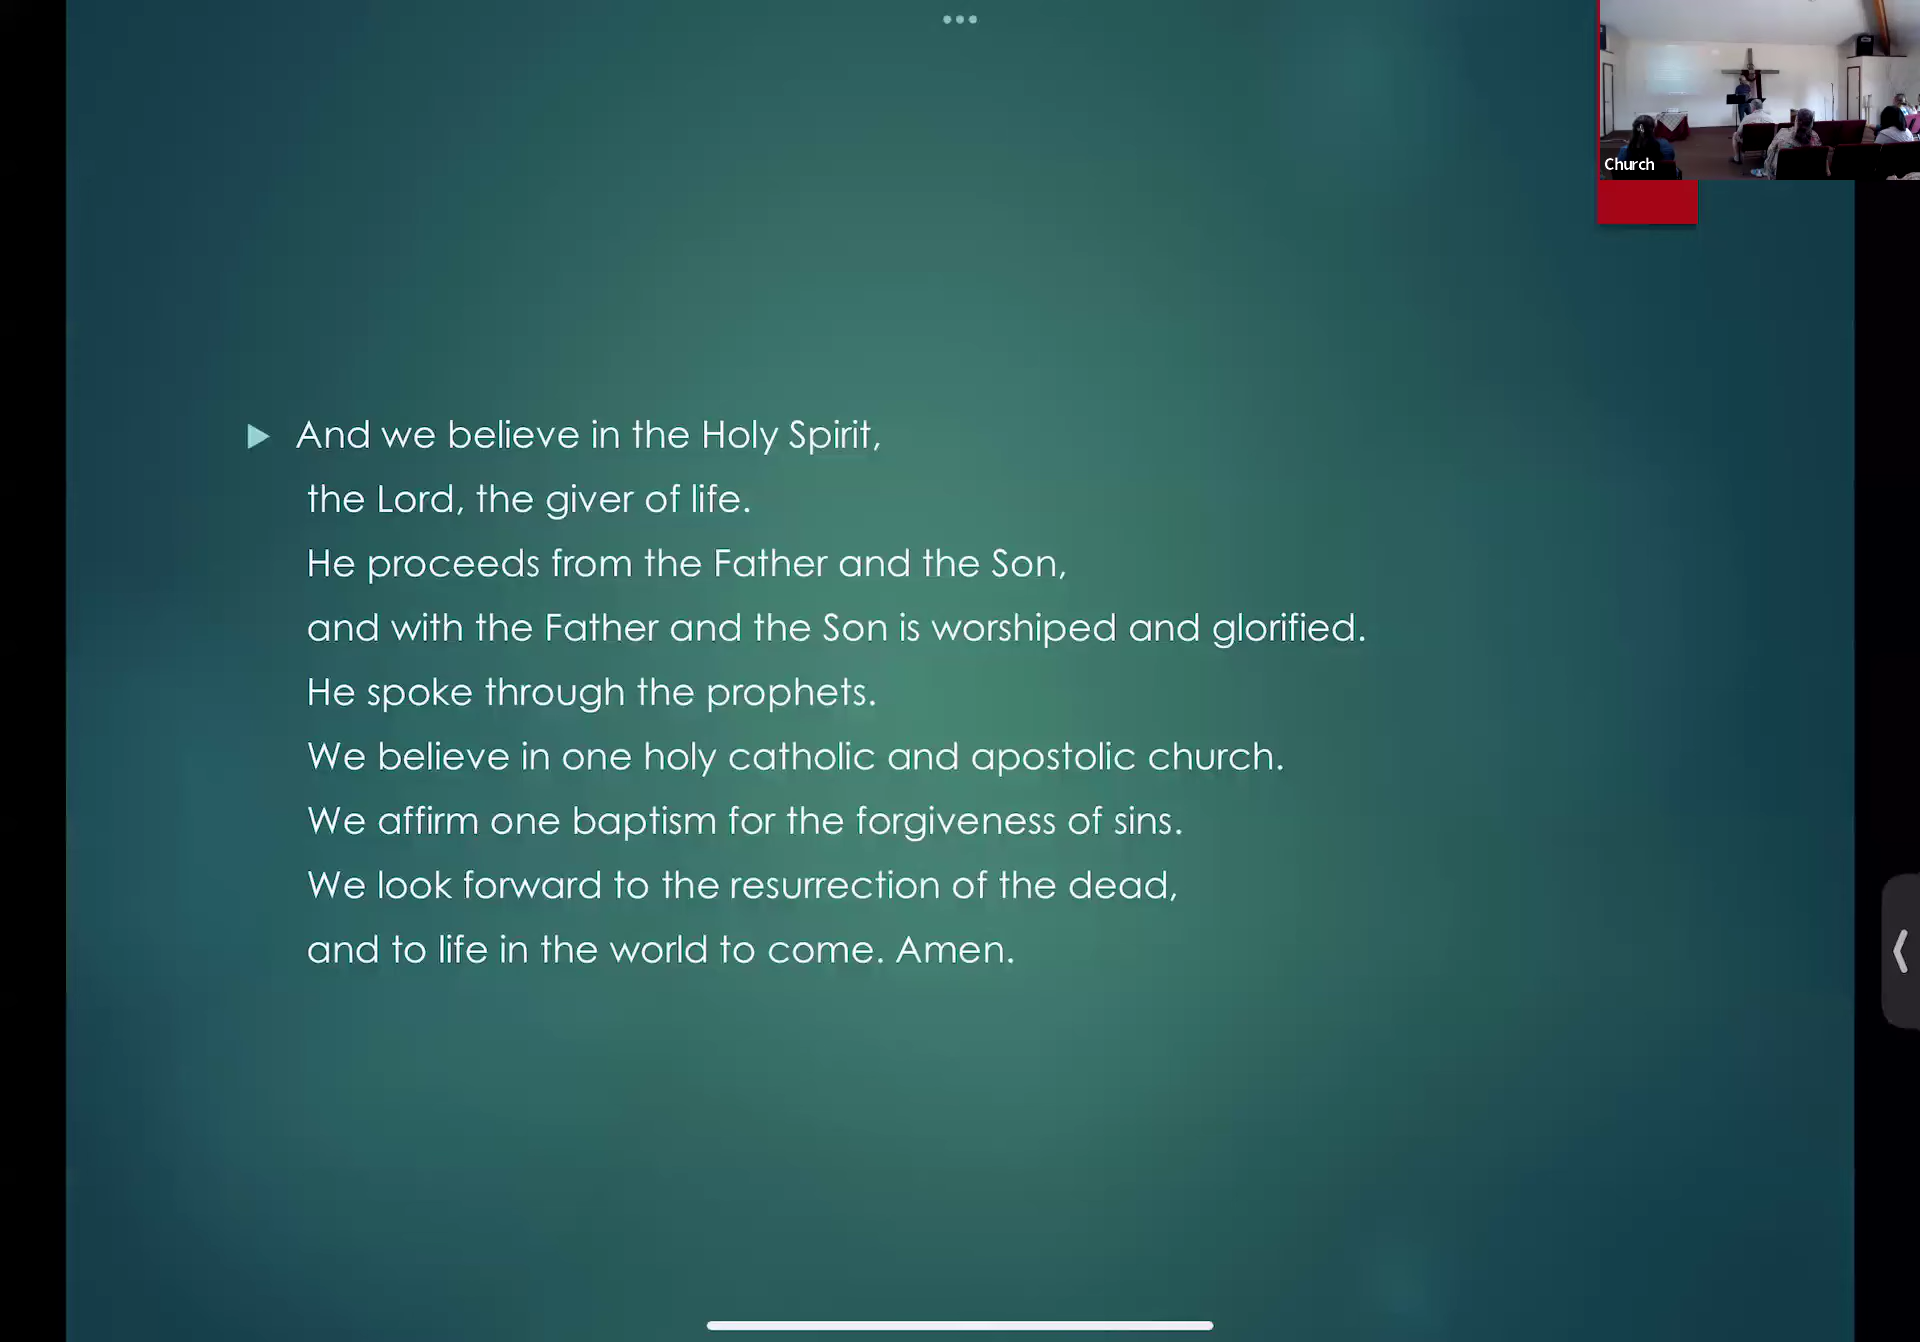 Church
And we believe in the Holy Spirit,
the Lord, the giver of life.
He proceeds from the Father and the Son,
and with the Father and the Son is worshiped and glorified.
He spoke through the prophets.
We believe in one holy catholic and apostolic church.
We affirm one baptism for the forgiveness of sins.
We look forward to the resurrection of the dead,
and to life in the world to come. Amen.